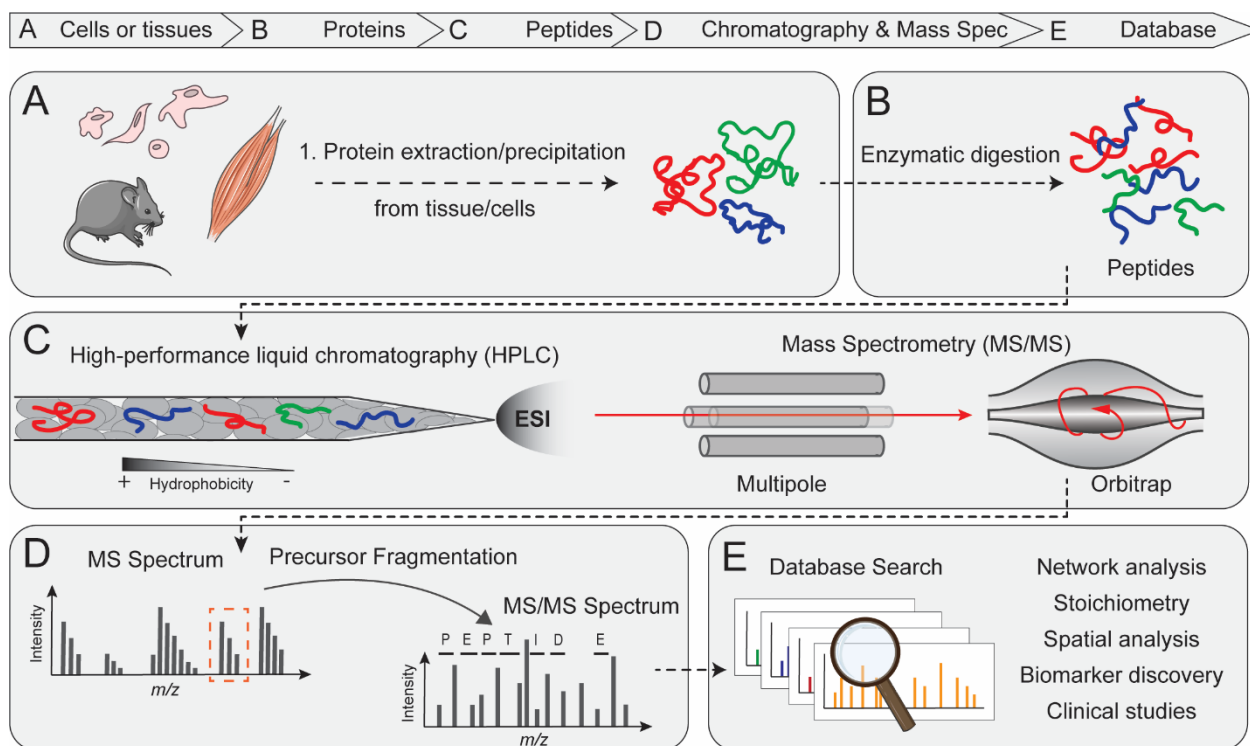 A Cells or tissues B Proteins C Peptides D Chromatography & Mass Spec E Database
A
1. Protein extraction/precipitation
from tissue/cells
B
Enzymatic digestion
Peptides
C
High-performance liquid chromatography (HPLC)
Mass Spectrometry (MS/MS)
ESI
+ Hydrophobicity -
Multipole
Orbitrap
D
MS Spectrum
Precursor Fragmentation
MS/MS Spectrum
Intensity
m/z
P E P T I D E
Intensity
m/z
E
Database Search
Network analysis
Stoichiometry
Spatial analysis
Biomarker discovery
Clinical studies